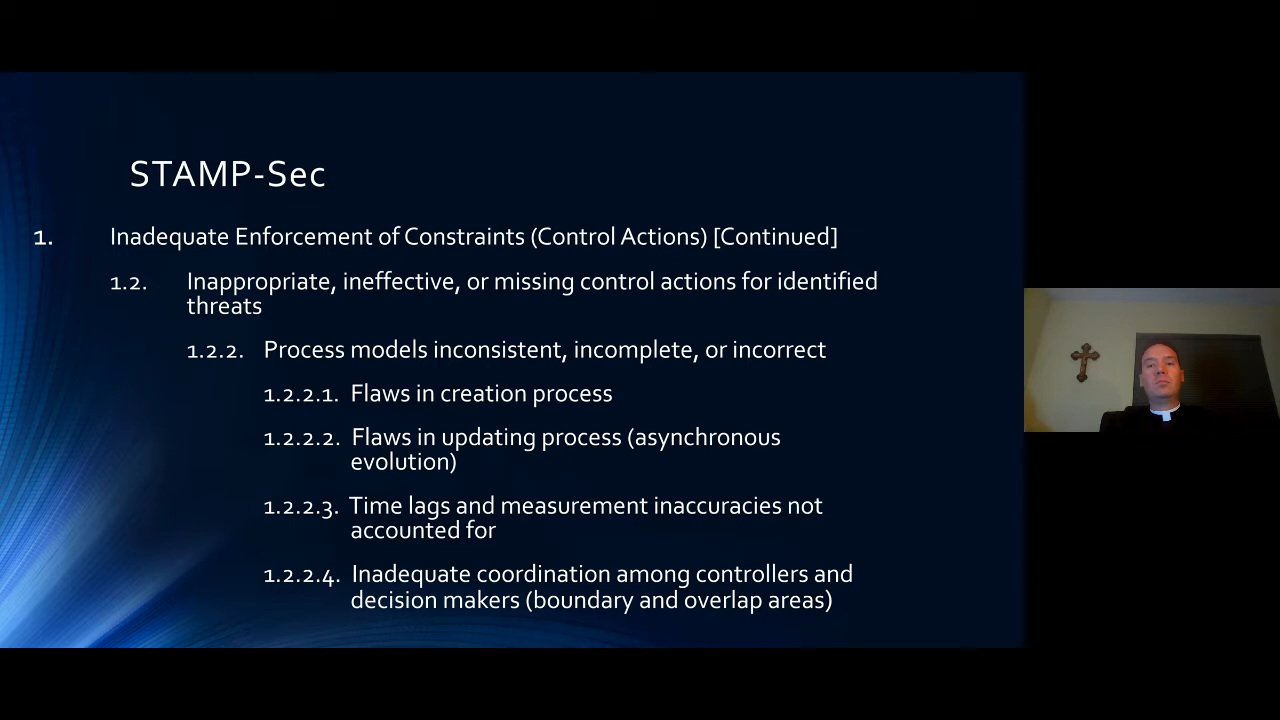 STAMP-Sec
1. Inadequate Enforcement of Constraints (Control Actions) [Continued]
1.2. Inappropriate, ineffective, or missing control actions for identified
threats
1.2.2. Process models inconsistent, incomplete, or incorrect
1.2.2.1. Flaws in creation process
1.2.2.2. Flaws in updating process (asynchronous
evolution)
1.2.2.3. Time lags and measurement inaccuracies not
accounted for
1.2.2.4. Inadequate coordination among controllers and
decision makers (boundary and overlap areas)